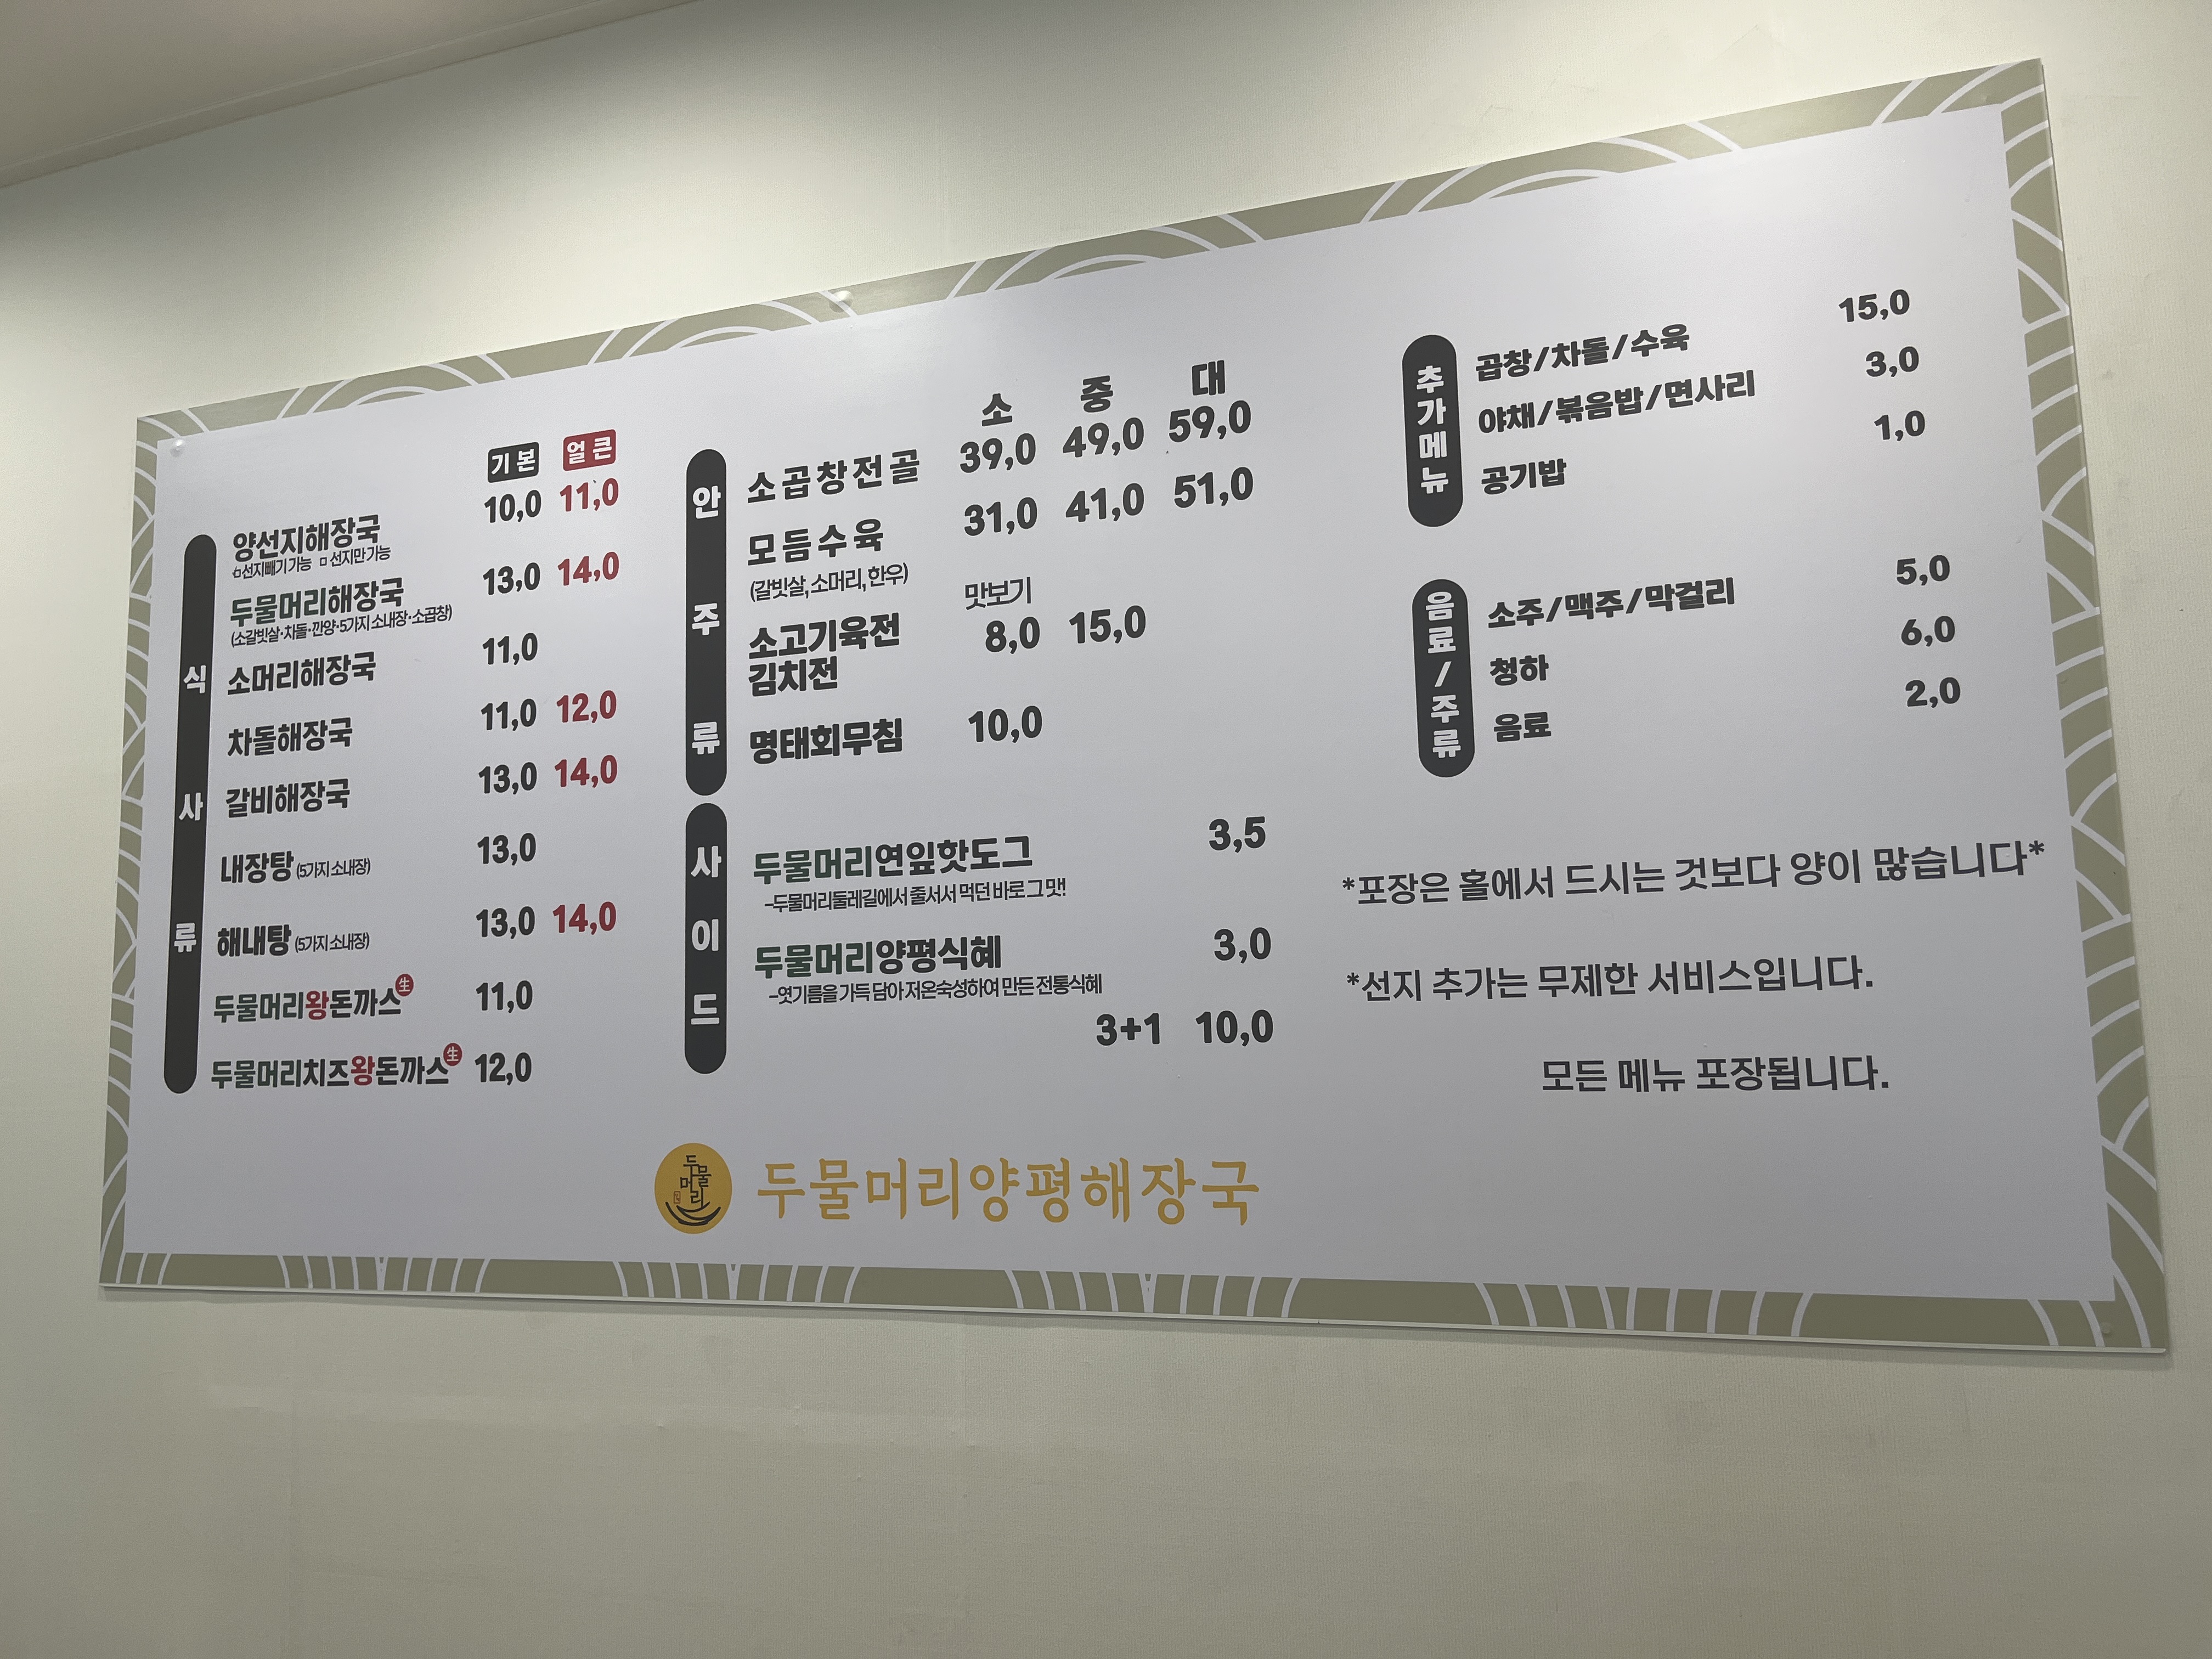 기본 얼큰
식사류
양선지해장국 10,0 11,0
선지빼기 가능 선지만 가능
두물머리해장국 13,0 14,0
(소갈빗살·차돌·깐양·5가지 소내장·소곱창)
소머리해장국 11,0
차돌해장국 11,0 12,0
갈비해장국 13,0 14,0
내장탕 (5가지 소내장) 13,0
해내탕 (5가지 소내장) 13,0 14,0
두물머리왕돈까스 生 11,0
두물머리치즈왕돈까스 生 12,0
안주류
소 중 대
소곱창전골 39,0 49,0 59,0
모듬수육 31,0 41,0 51,0
(갈빗살, 소머리, 한우)
맛보기
소고기육전 8,0 15,0
김치전
명태회무침 10,0
사이드
두물머리연잎핫도그 3,5
-두물머리둘레길에서 줄서서 먹던 바로 그 맛!
두물머리양평식혜 3,0
-엿기름을 가득 담아 저온숙성하여 만든 전통식혜
3+1 10,0
추가메뉴
곱창/차돌/수육 15,0
야채/볶음밥/면사리 3,0
공기밥 1,0
음료/주류
소주/맥주/막걸리 5,0
청하 6,0
음료 2,0
*포장은 홀에서 드시는 것보다 양이 많습니다*
*선지 추가는 무제한 서비스입니다.
모든 메뉴 포장됩니다.
두물머리
두물머리양평해장국